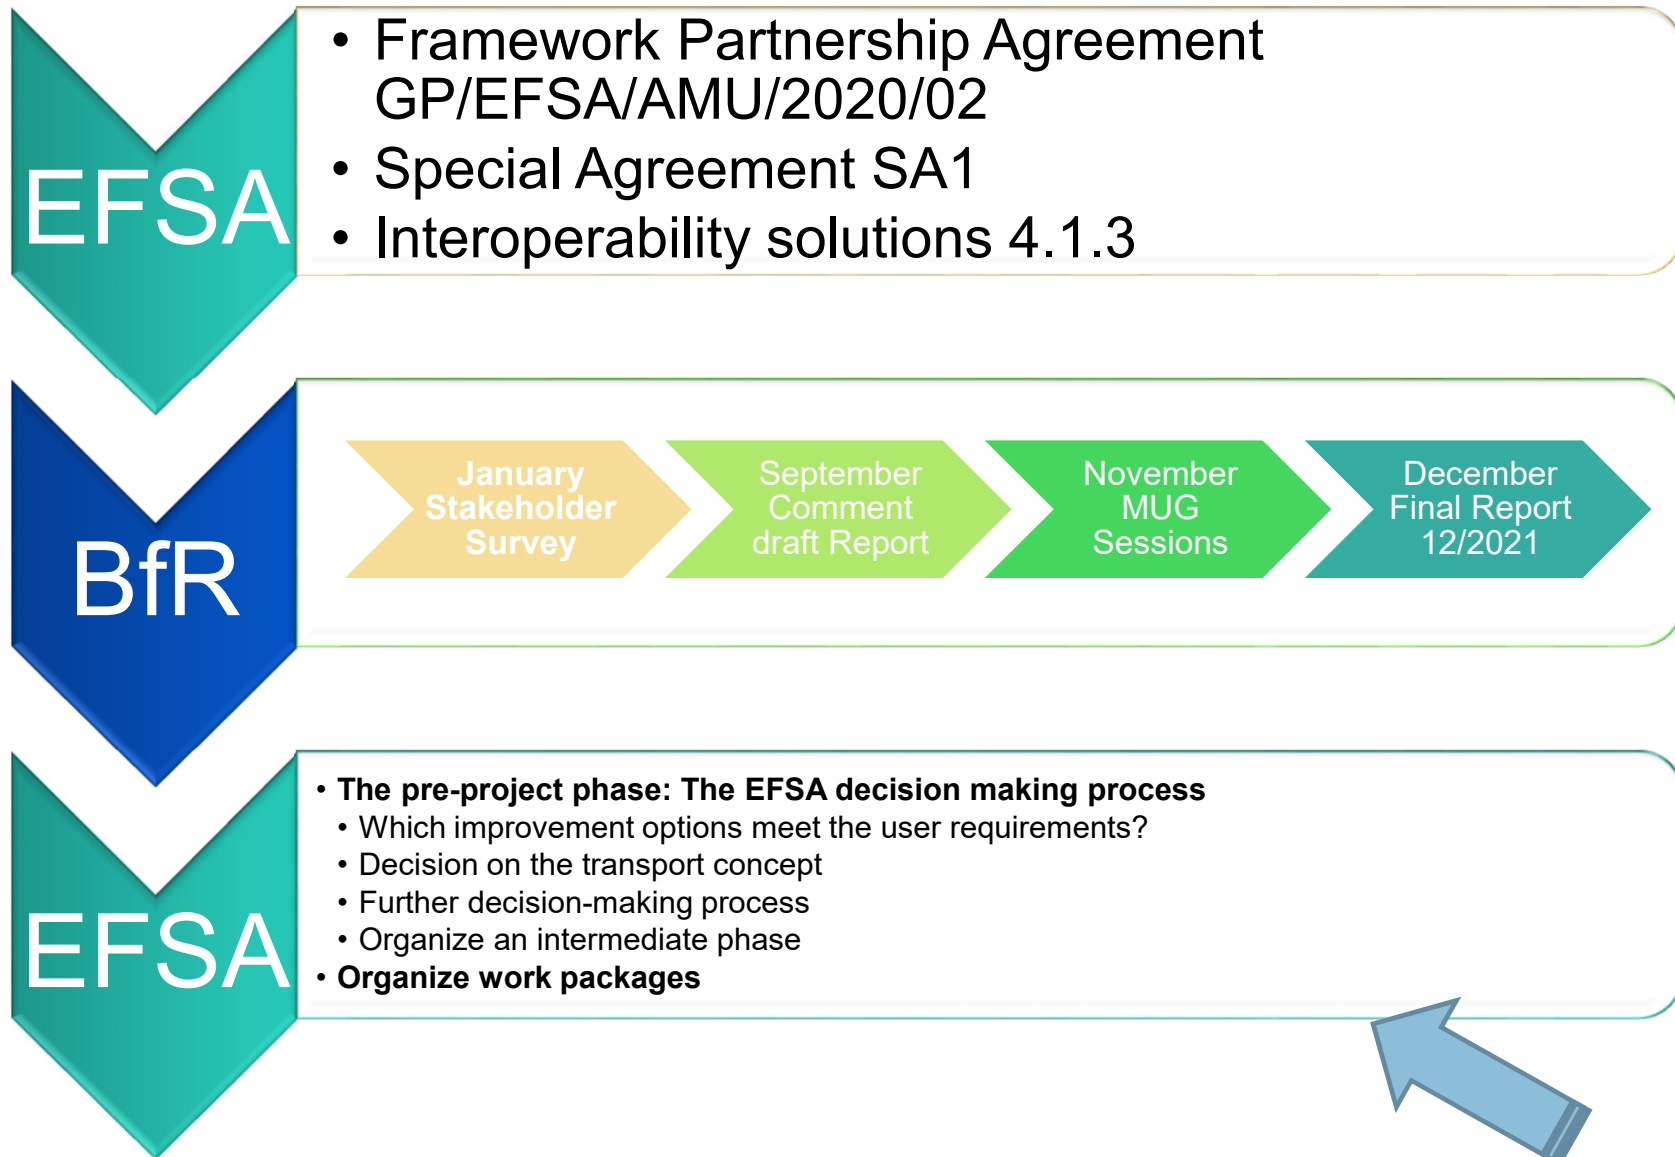 EFSA
• Framework Partnership Agreement
GP/EFSA/AMU/2020/02
• Special Agreement SA1
• Interoperability solutions 4.1.3
BfR
January
Stakeholder
Survey
September
Comment
draft Report
November
MUG
Sessions
December
Final Report
12/2021
EFSA
• The pre-project phase: The EFSA decision making process
• Which improvement options meet the user requirements?
• Decision on the transport concept
• Further decision-making process
• Organize an intermediate phase
• Organize work packages